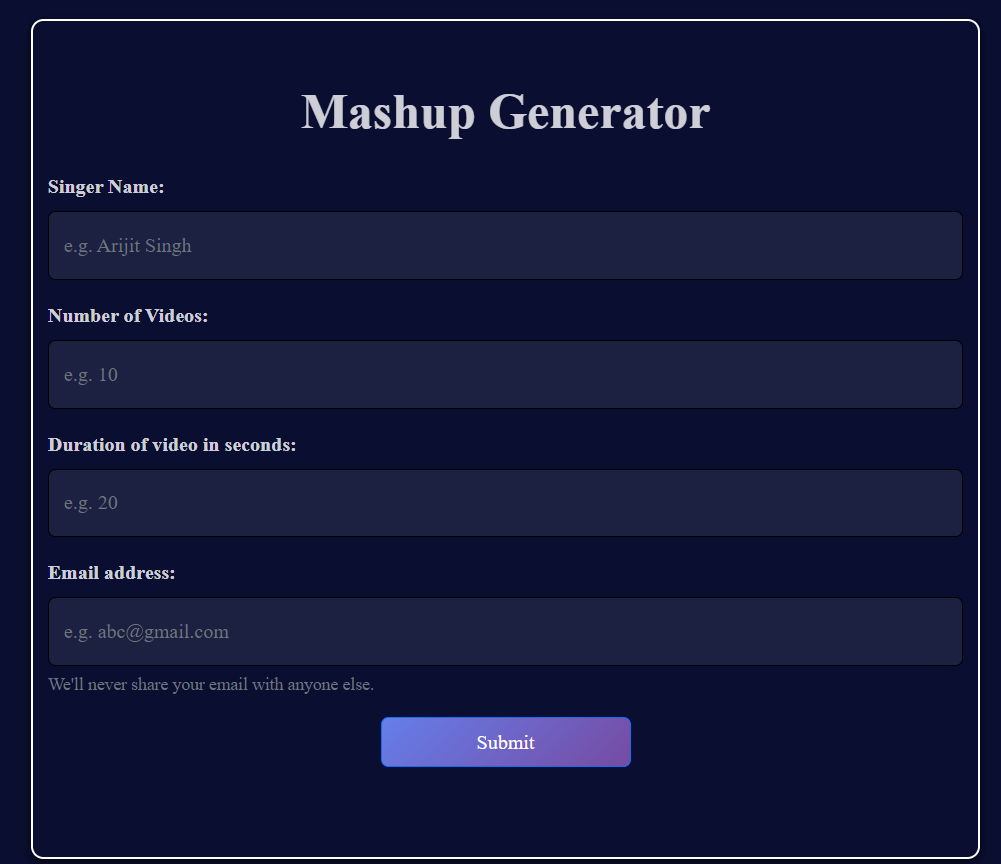 Mashup Generator
Singer Name:
e.g. Arijit Singh
Number of Videos:
e.g. 10
Duration of video in seconds:
e.g. 20
Email address:
e.g. abc@gmail.com
We'll never share your email with anyone else.
Submit